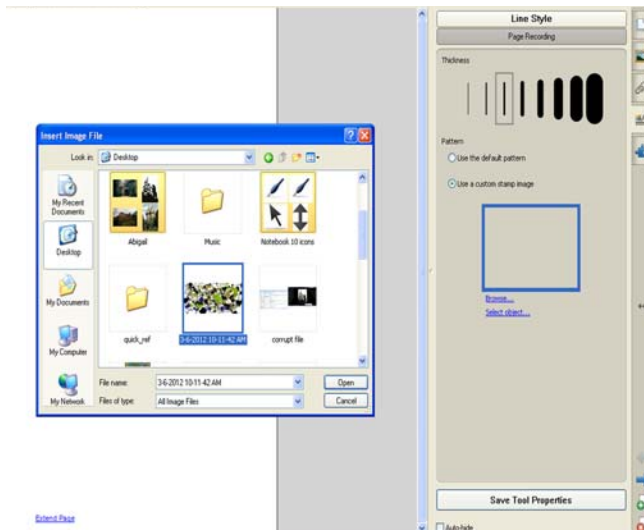 Line Style
Page Recording
Thickness
Pattern
Use the default pattern
Use a custom stamp image
Browse...
Select object...
Save Tool Properties
Auto-hide
Insert Image File
Look in:
Desktop
My Recent
Documents
Desktop
My Documents
My Computer
My Network
Abigail
Music
Notebook 10 icons
quick_ref
3-6-2012 10-11-42 AM
corrupt file
File name:
3-6-2012 10-11-42 AM
Open
Files of type:
All Image Files
Cancel
Extend Page